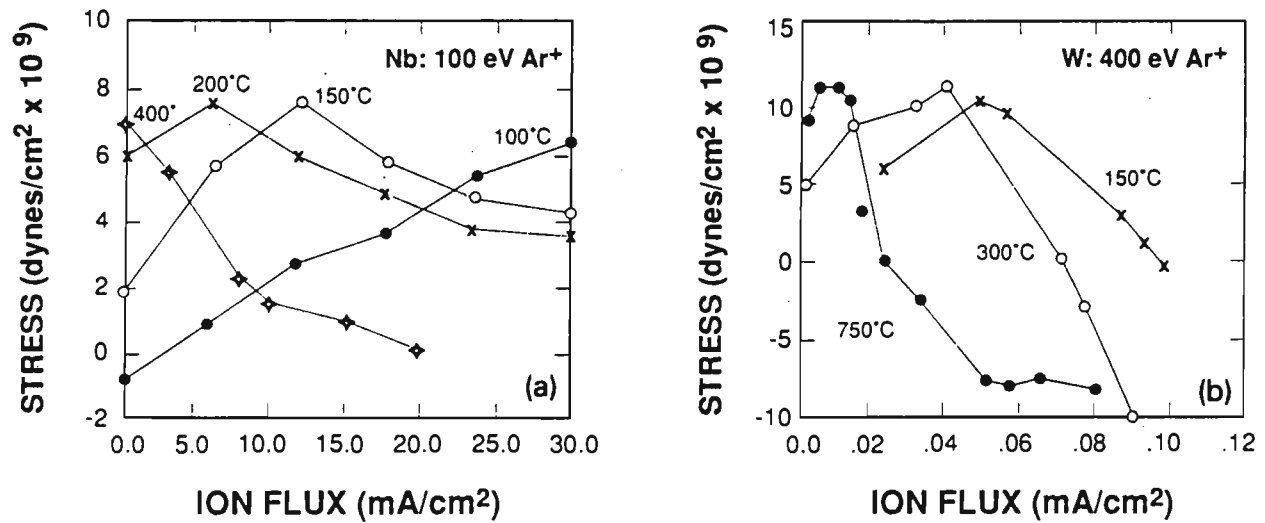 STRESS (dynes/cm² x 10⁹)
10
8
6
4
2
0
-2
Nb: 100 eV Ar⁺
400°
200°C
150°C
100°C
(a)
0.0 5.0 10.0 15.0 20.0 25.0 30.0
ION FLUX (mA/cm²)
STRESS (dynes/cm² x 10⁹)
15
10
5
0
-5
-10
W: 400 eV Ar⁺
150°C
300°C
750°C
(b)
0.0 .02 .04 .06 .08 .10 .12
ION FLUX (mA/cm²)